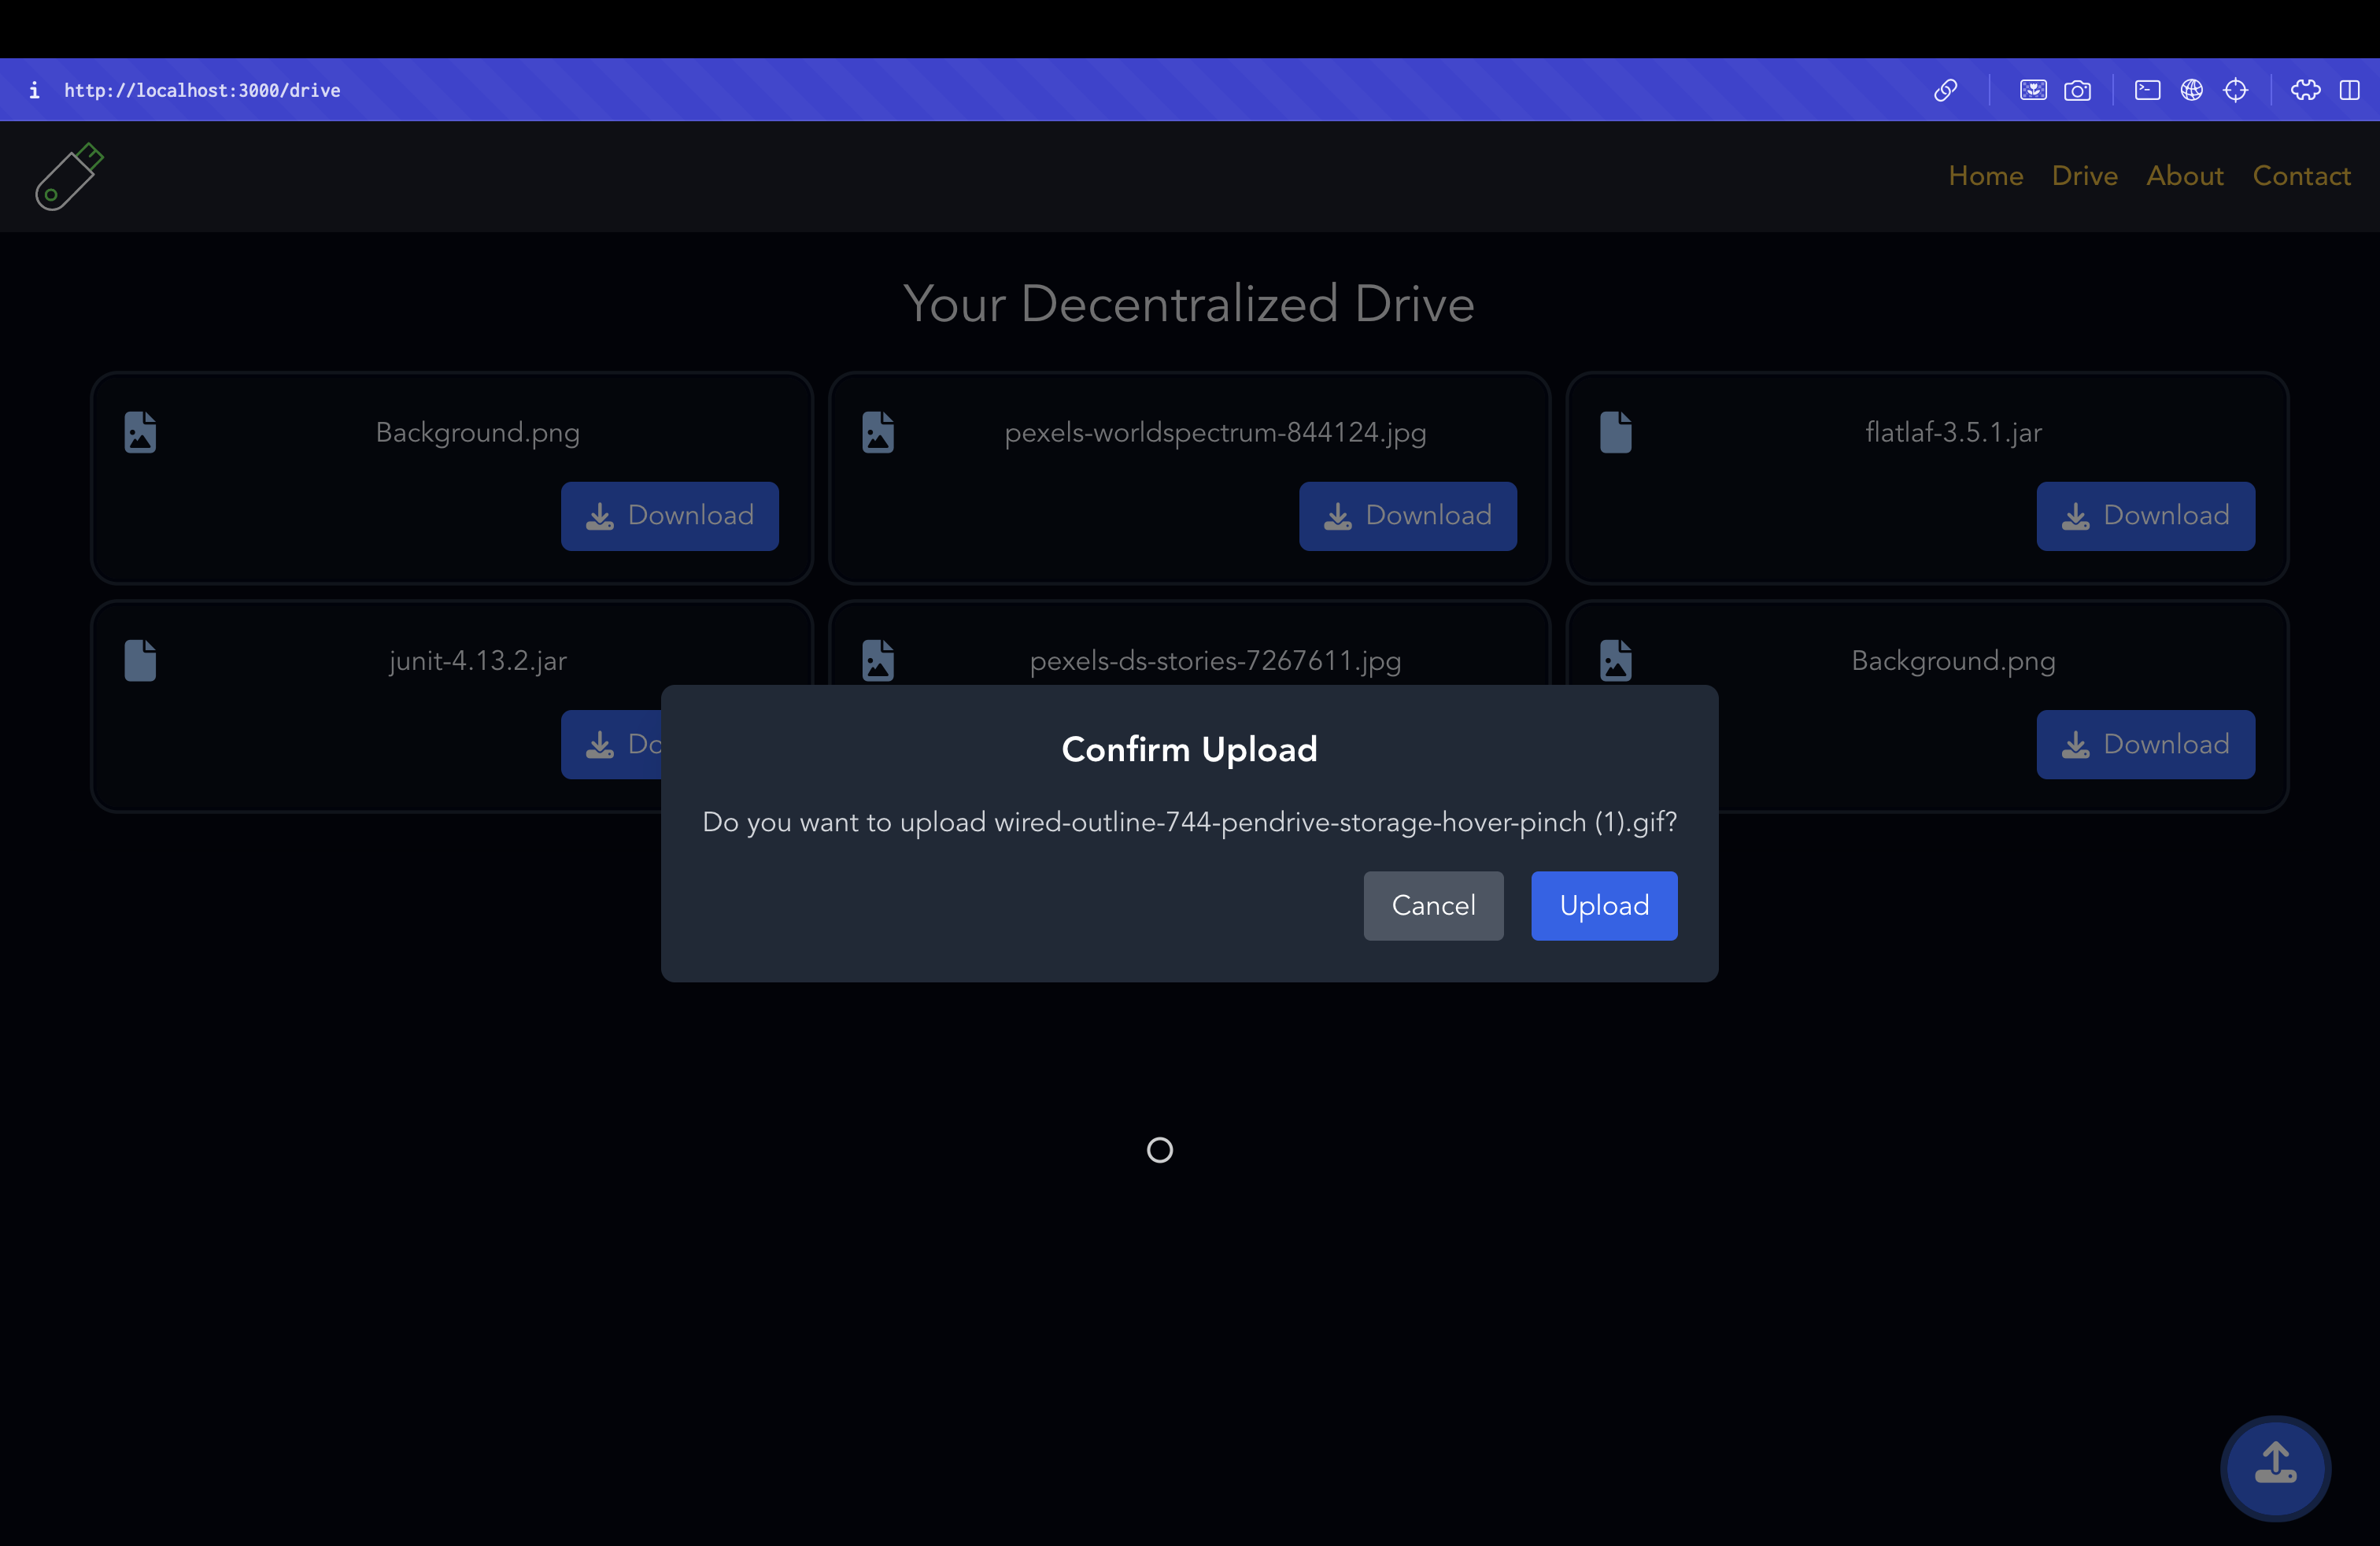 http://localhost:3000/drive
Home Drive About Contact
Your Decentralized Drive
Background.png
pexels-worldspectrum-844124.jpg
flatlaf-3.5.1.jar
Download
Download
Download
junit-4.13.2.jar
pexels-ds-stories-7267611.jpg
Background.png
Do
Download
Confirm Upload
Do you want to upload wired-outline-744-pendrive-storage-hover-pinch (1).gif?
Cancel
Upload